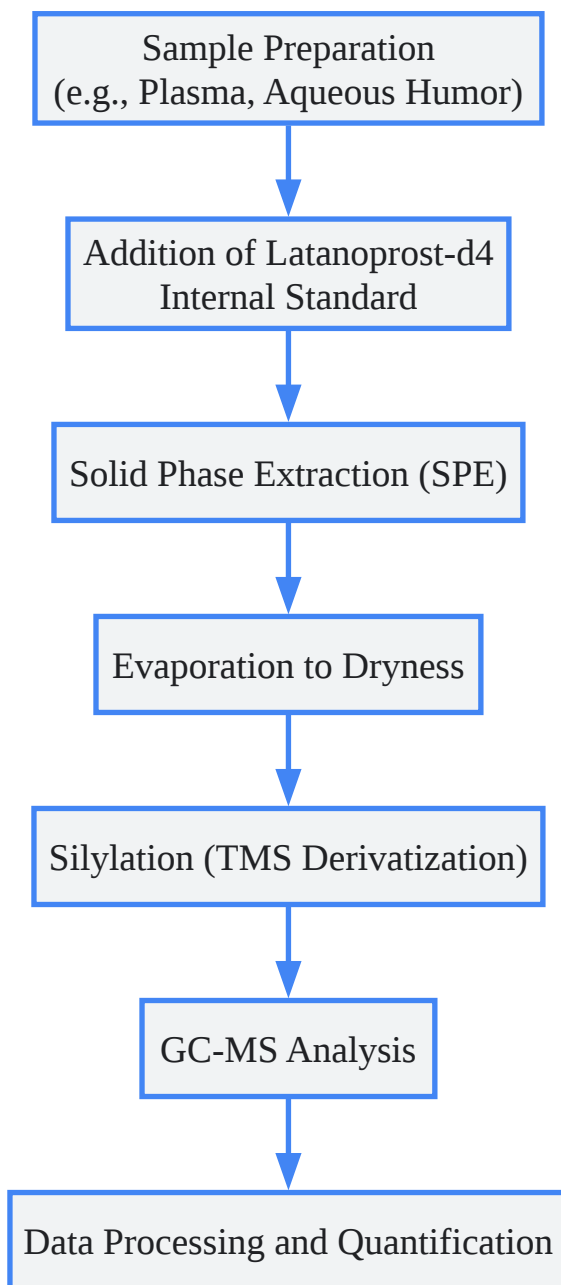 Sample Preparation
(e.g., Plasma, Aqueous Humor)
Addition of Latanoprost-d4
Internal Standard
Solid Phase Extraction (SPE)
Evaporation to Dryness
Silylation (TMS Derivatization)
GC-MS Analysis
Data Processing and Quantification